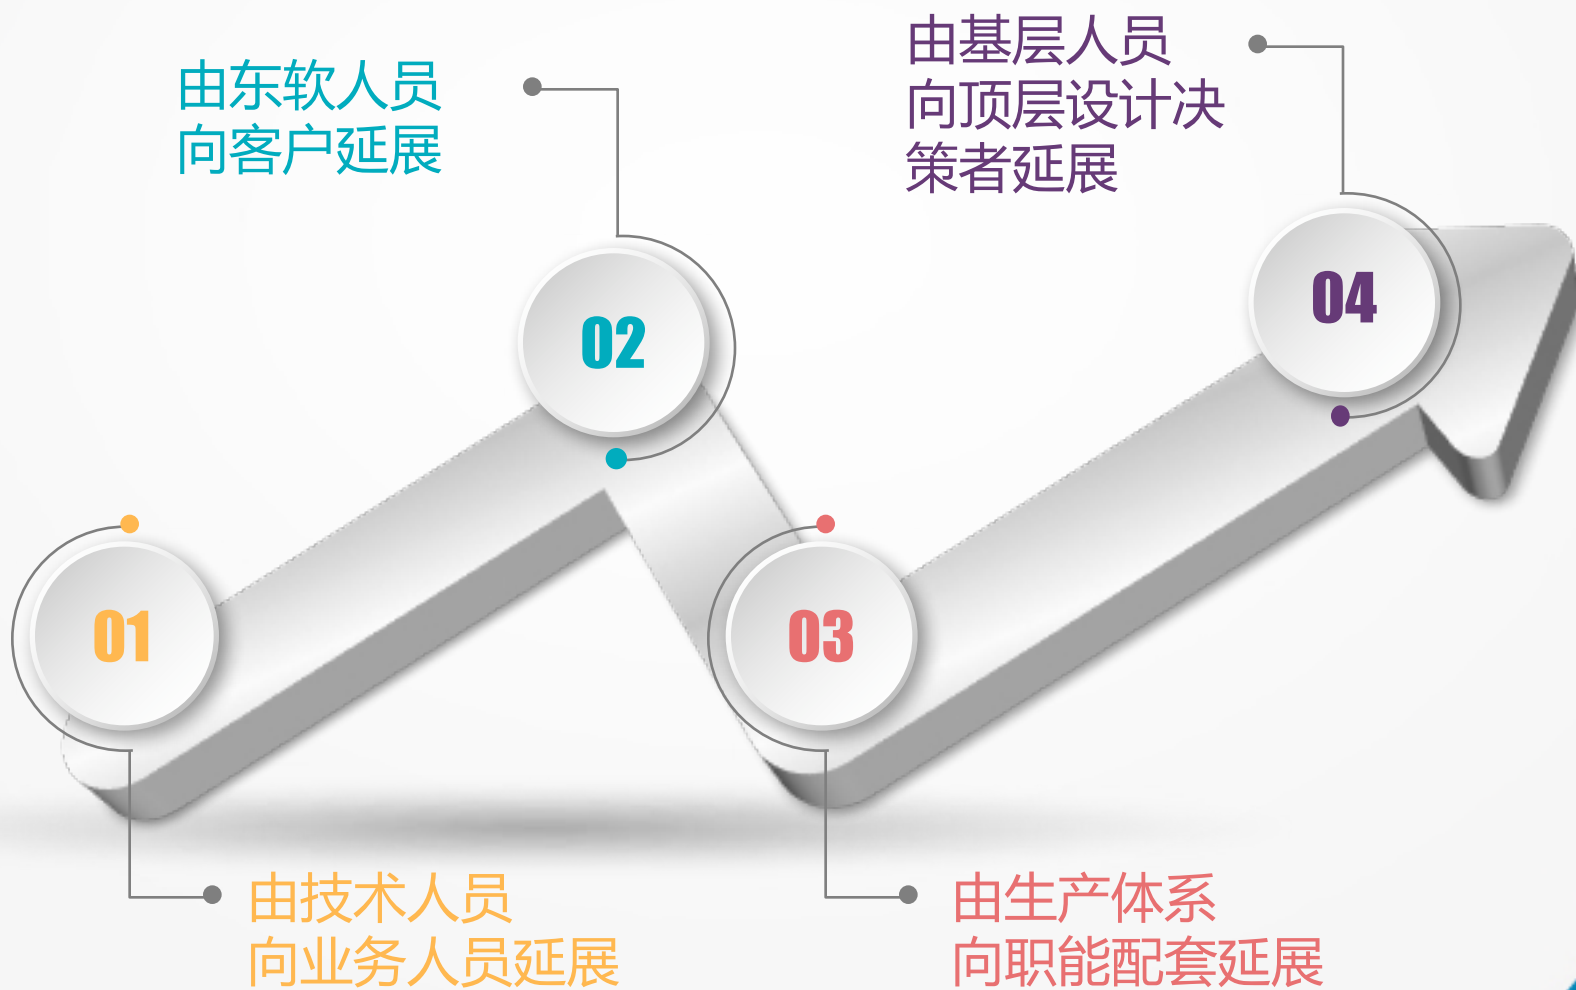 01
由技术人员
向业务人员延展
02
由东软人员
向客户延展
03
由生产体系
向职能配套延展
04
由基层人员
向顶层设计决
策者延展